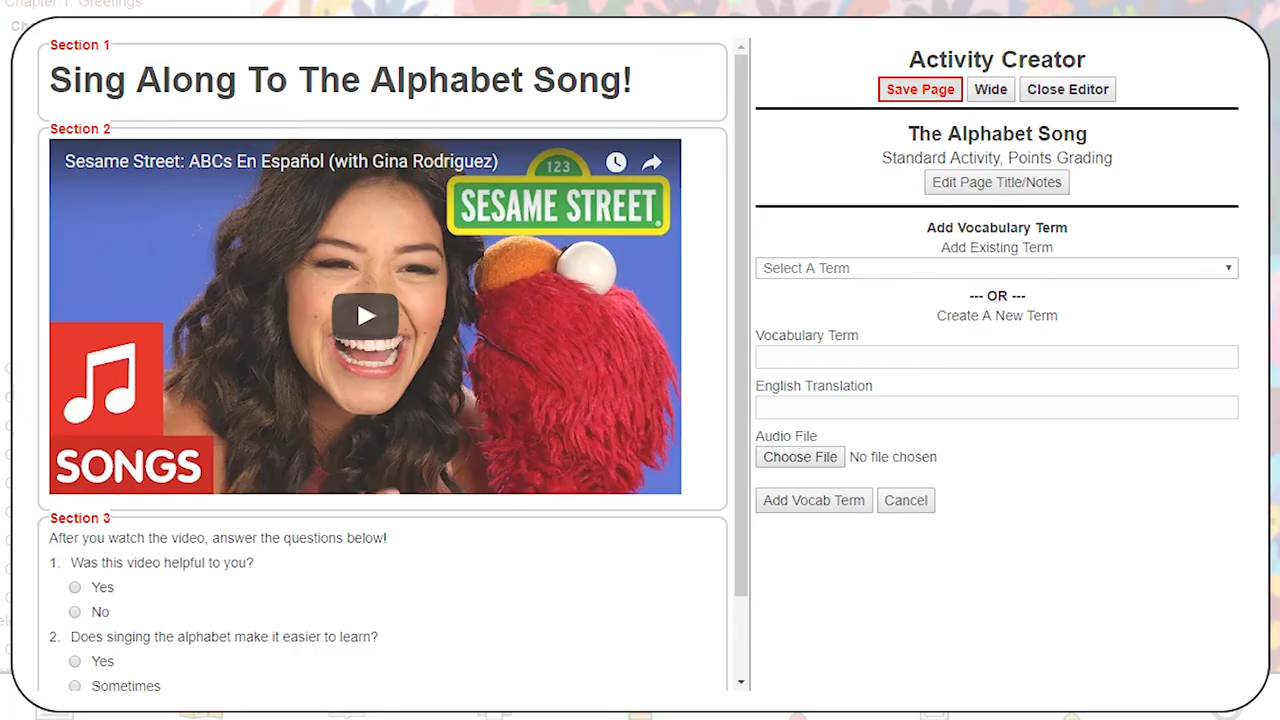 Chapter 1: Greetings
Section 1
Sing Along To The Alphabet Song!
Section 2
Sesame Street: ABCs En Español (with Gina Rodriguez)
123
SESAME STREET
SONGS
Section 3
After you watch the video, answer the questions below!
1. Was this video helpful to you?
Yes
No
2. Does singing the alphabet make it easier to learn?
Yes
Sometimes
Activity Creator
Save Page Wide Close Editor
The Alphabet Song
Standard Activity, Points Grading
Edit Page Title/Notes
Add Vocabulary Term
Add Existing Term
Select A Term
--- OR ---
Create A New Term
Vocabulary Term
English Translation
Audio File
Choose File No file chosen
Add Vocab Term Cancel